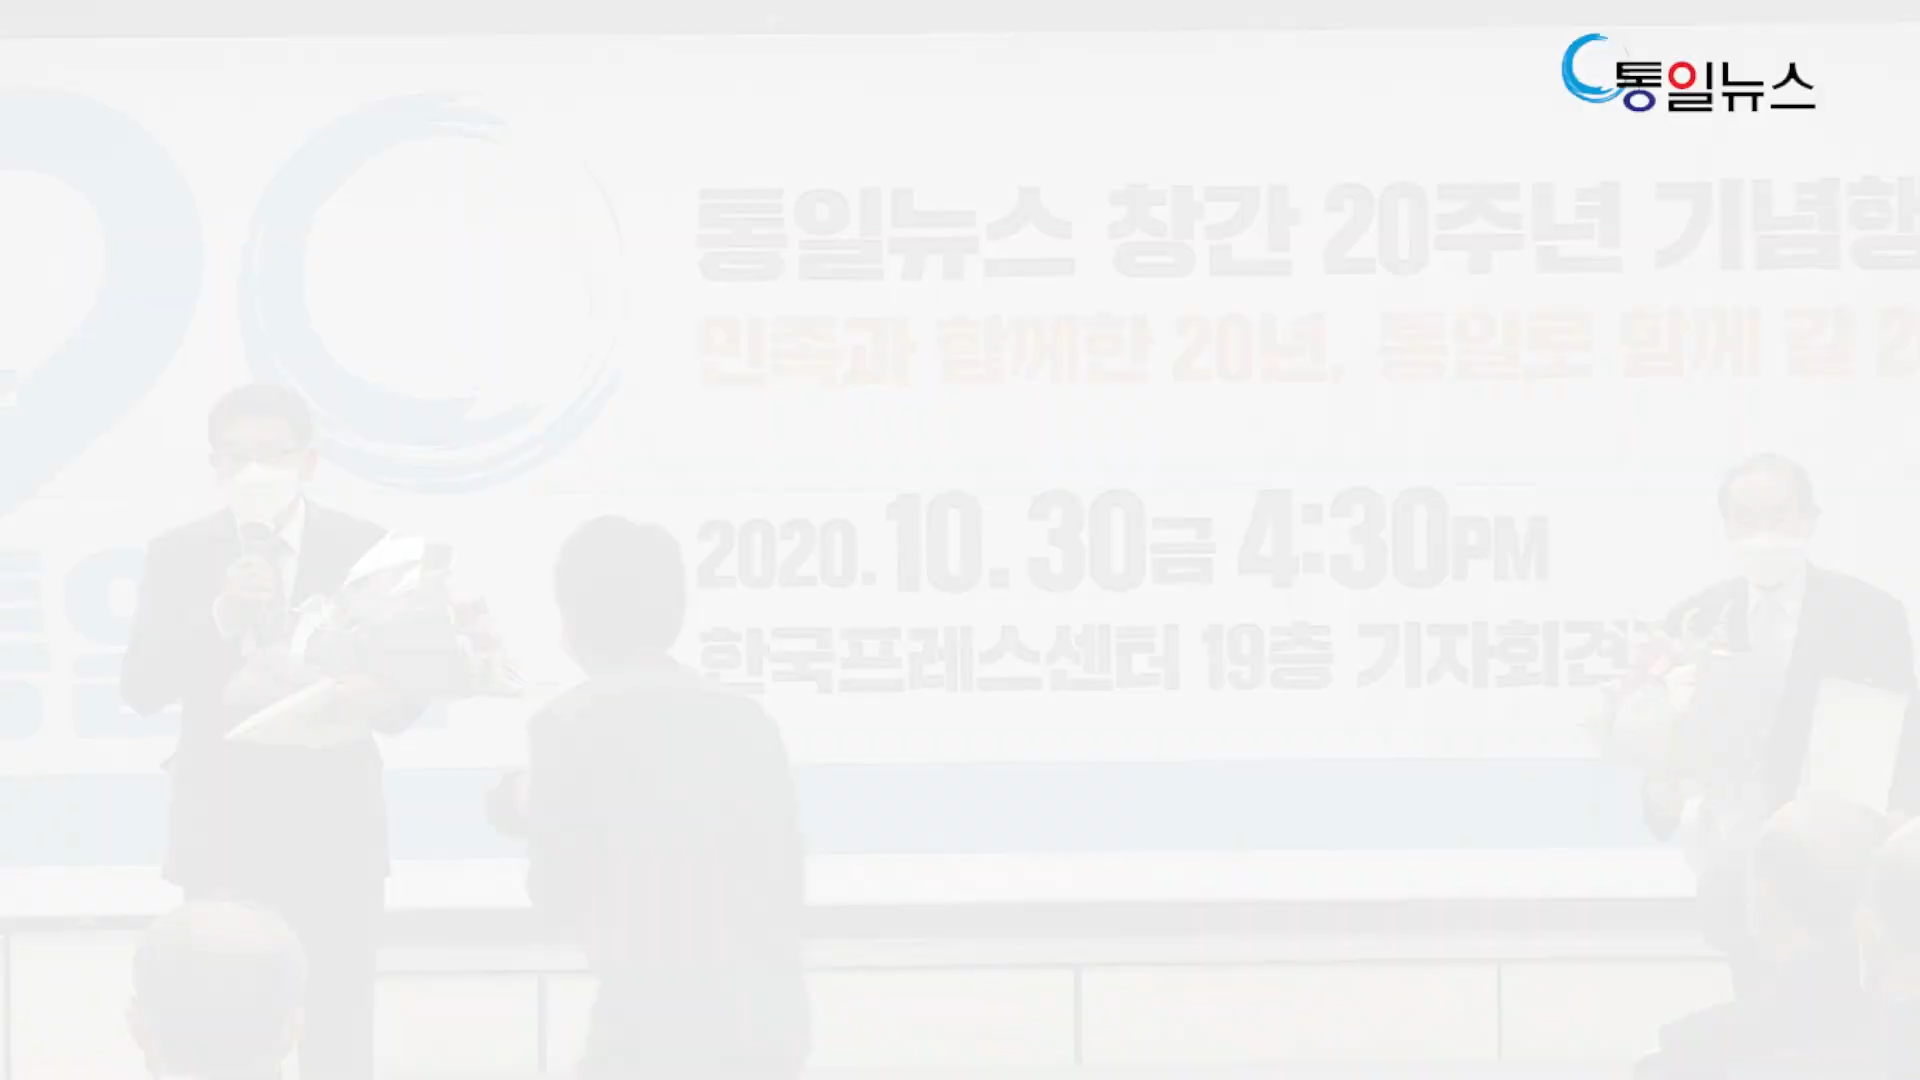 통일뉴스
20
통일뉴스 창간 20주년 기념행
민족과 함께한 20년, 통일로 함께 갈 2
2020. 10. 30금 4:30PM
한국프레스센터 19층 기자회견